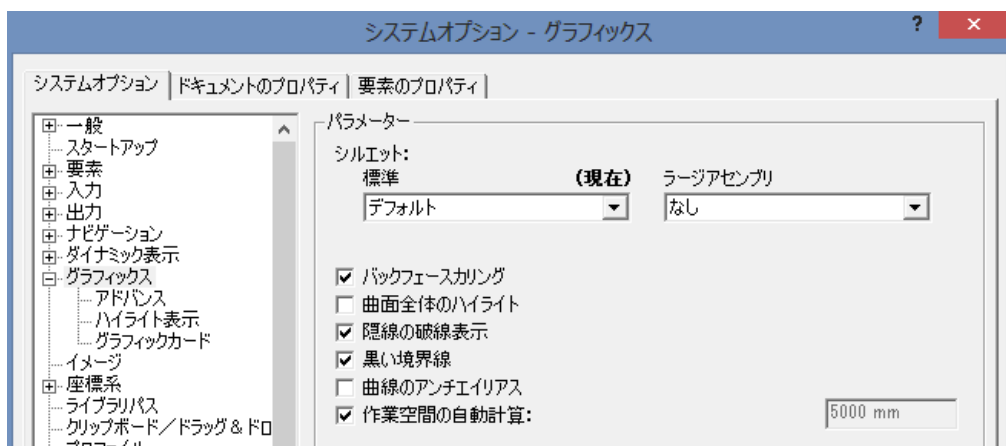 システムオプション - グラフィックス
? ×
システムオプション ドキュメントのプロパティ 要素のプロパティ
一般
スタートアップ
要素
入力
出力
ナビゲーション
ダイナミック表示
グラフィックス
アドバンス
ハイライト表示
グラフィックカード
イメージ
座標系
ライブラリパス
クリップボード／ドラッグ＆ドロ
プロファイル
パラメーター
シルエット:
標準 (現在) ラージアセンブリ
デフォルト なし
バックフェースカリング
曲面全体のハイライト
隠線の破線表示
黒い境界線
曲線のアンチエイリアス
作業空間の自動計算: 5000 mm